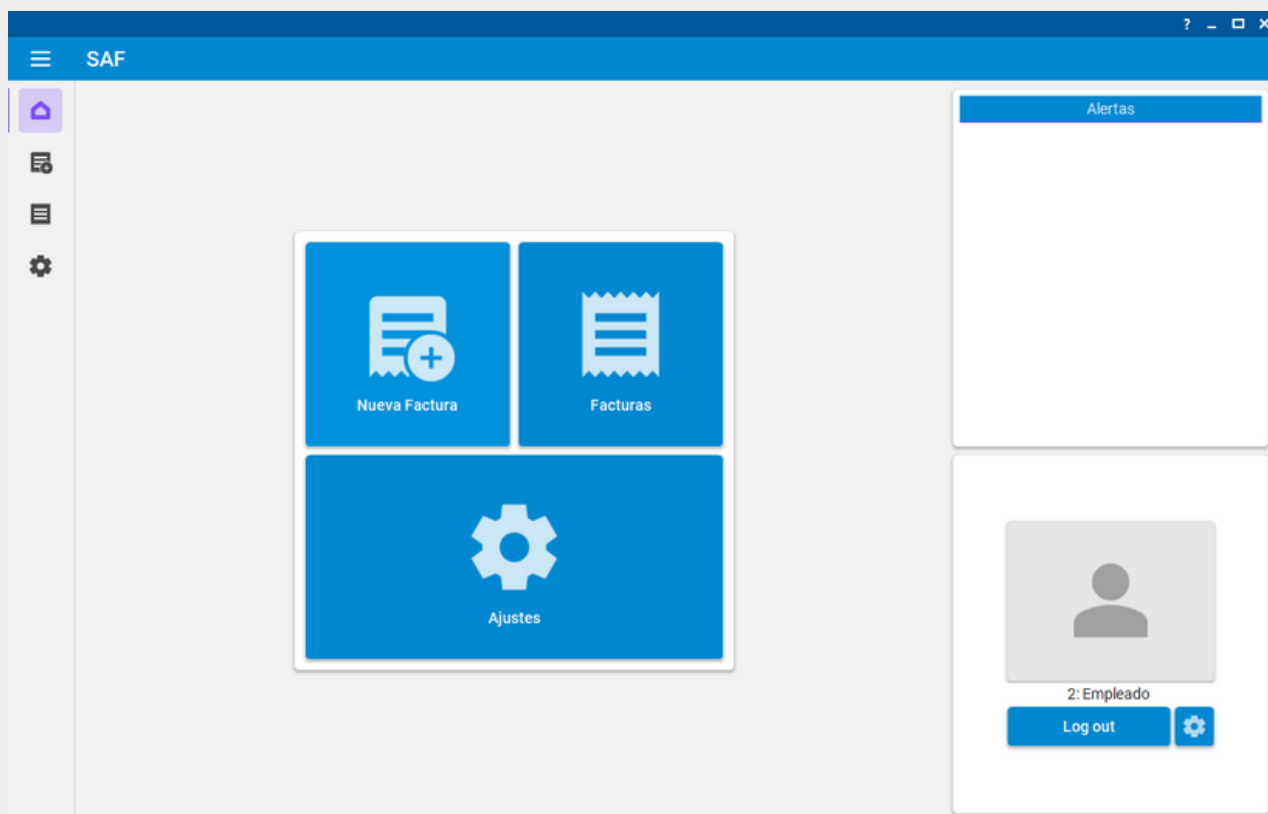 ?
SAF
Alertas
Nueva Factura
Facturas
Ajustes
2: Empleado
Log out